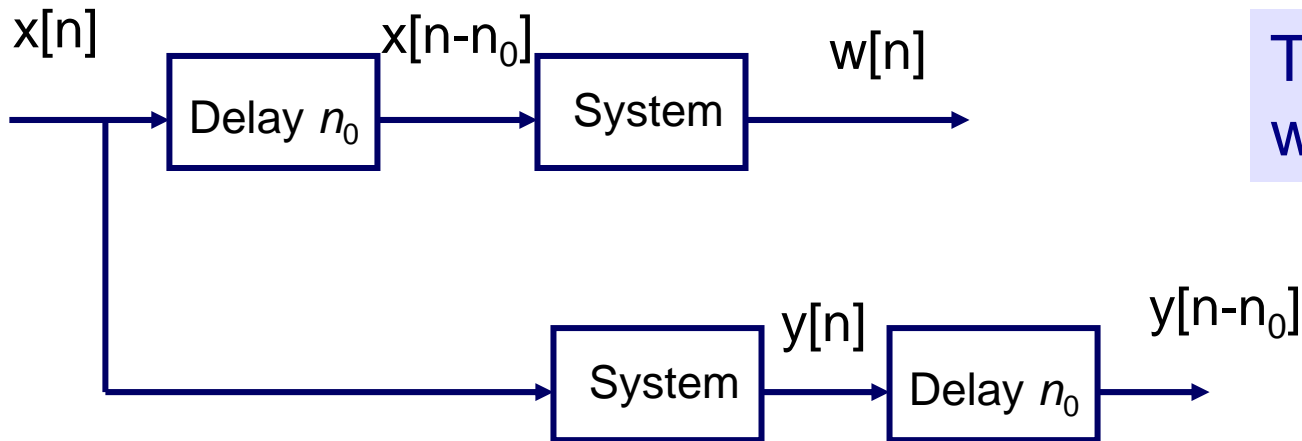 x[n]
Delay n₀
x[n-n₀]
System
w[n]
T
w
System
y[n]
Delay n₀
y[n-n₀]